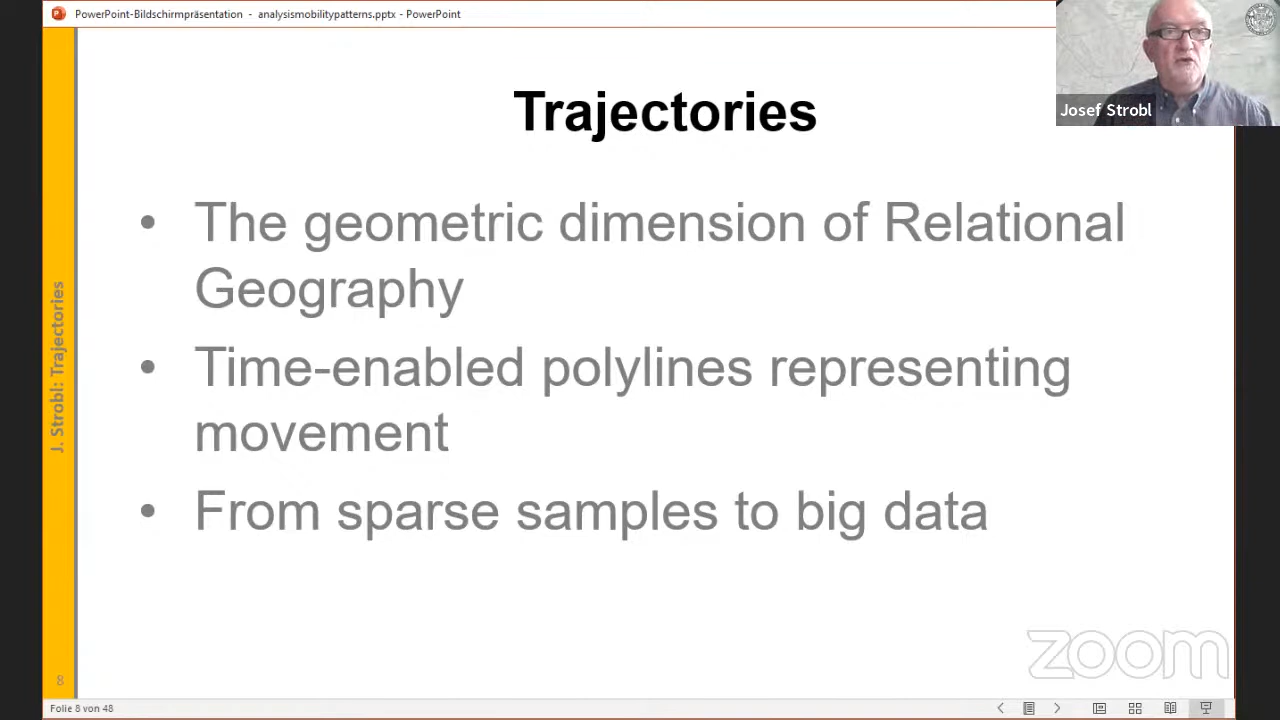 PowerPoint-Bildschirmpräsentation - analysismobilitypatterns.pptx - PowerPoint
Josef Strobl
Trajectories
• The geometric dimension of Relational
Geography
• Time-enabled polylines representing
movement
• From sparse samples to big data
J. Strobl: Trajectories
8
zoom
Folie 8 von 48